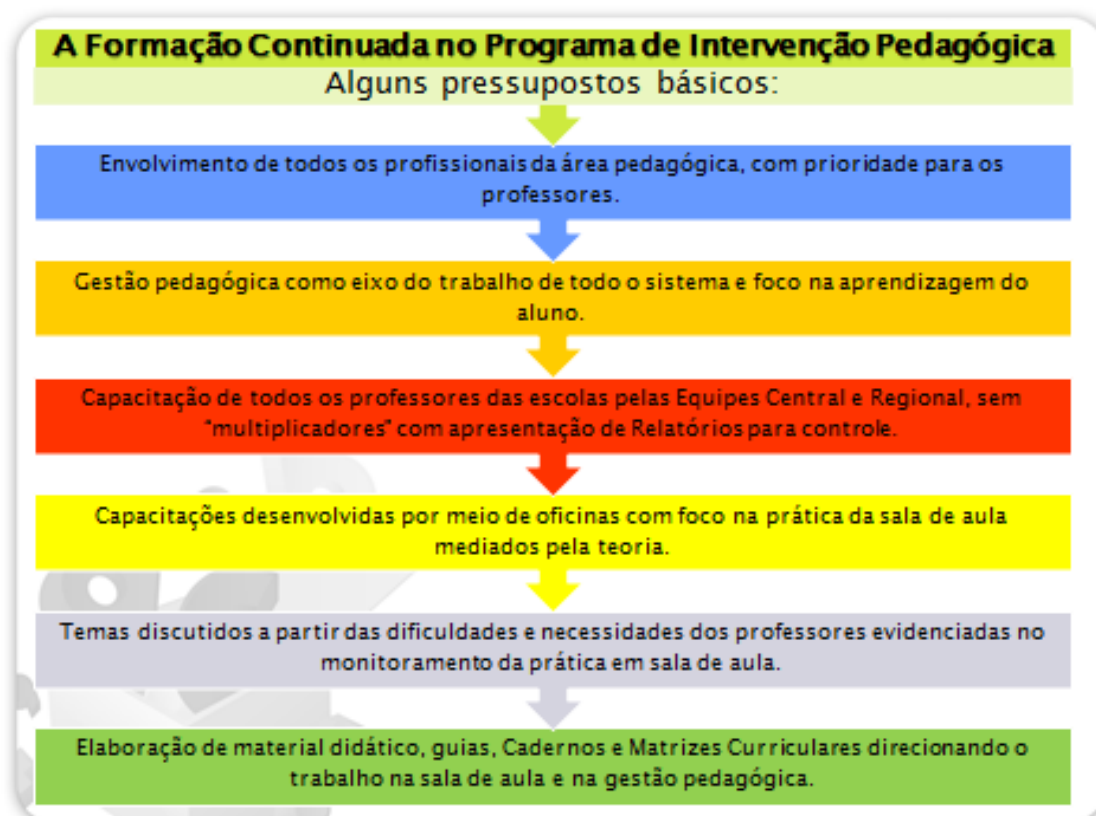 A Formação Continuada no Programa de Intervenção Pedagógica
Alguns pressupostos básicos:
Envolvimento de todos os profissionais da área pedagógica, com prioridade para os
professores.
Gestão pedagógica como eixo do trabalho de todo o sistema e foco na aprendizagem do
aluno.
Capacitação de todos os professores das escolas pelas Equipes Central e Regional, sem
"multiplicadores" com apresentação de Relatórios para controle.
Capacitações desenvolvidas por meio de oficinas com foco na prática da sala de aula
mediados pela teoria.
Temas discutidos a partir das dificuldades e necessidades dos professores evidenciadas no
monitoramento da prática em sala de aula.
Elaboração de material didático, guias, Cadernos e Matrizes Curriculares direcionando o
trabalho na sala de aula e na gestão pedagógica.